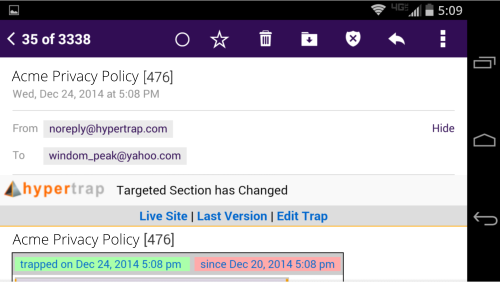 4G 5:09
35 of 3338
Acme Privacy Policy [476]
Wed, Dec 24, 2014 at 5:08 PM
From noreply@hypertrap.com Hide
To windom_peak@yahoo.com
hypertrap Targeted Section has Changed
Live Site | Last Version | Edit Trap
Acme Privacy Policy [476]
trapped on Dec 24, 2014 5:08 pm since Dec 20, 2014 5:08 pm